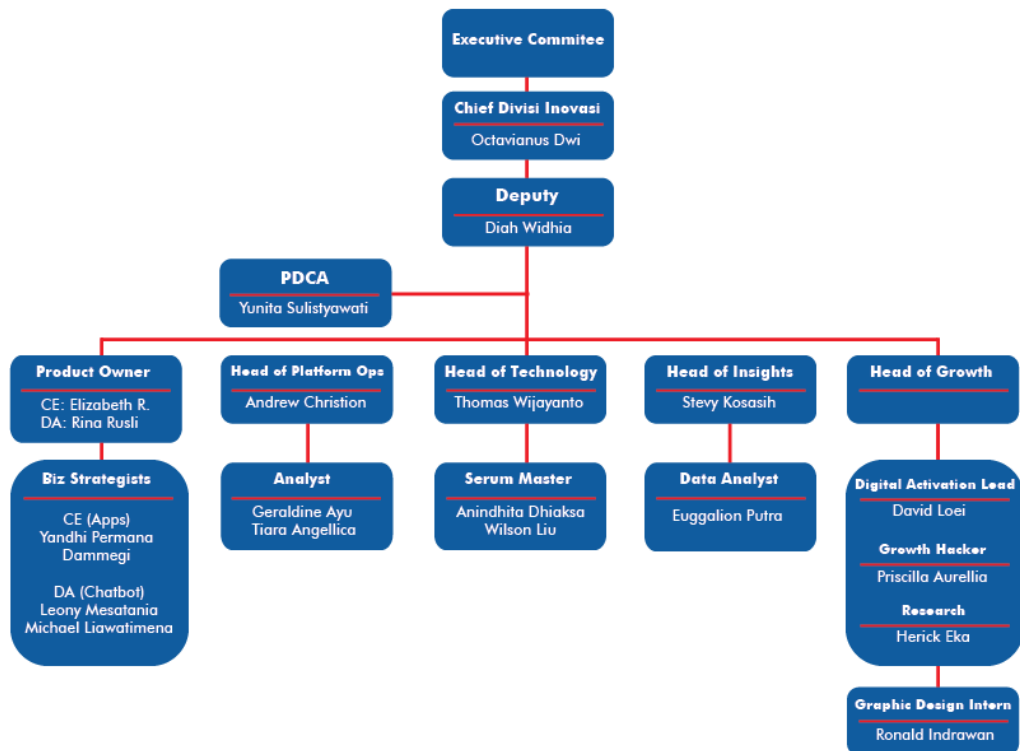 Executive Commitee
Chief Divisi Inovasi
Octavianus Dwi
Deputy
Diah Widhia
PDCA
Yunita Sulistyawati
Product Owner
CE: Elizabeth R.
DA: Rina Rusli
Head of Platform Ops
Andrew Christion
Head of Technology
Thomas Wijayanto
Head of Insights
Stevy Kosasih
Head of Growth
Biz Strategists
CE (Apps)
Yandhi Permana
Dammegi
DA (Chatbot)
Leony Mesatania
Michael Liawatimena
Analyst
Geraldine Ayu
Tiara Angellica
Serum Master
Anindhita Dhiaksa
Wilson Liu
Data Analyst
Euggalion Putra
Digital Activation Lead
David Loei
Growth Hacker
Priscilla Aurellia
Research
Herick Eka
Graphic Design Intern
Ronald Indrawan